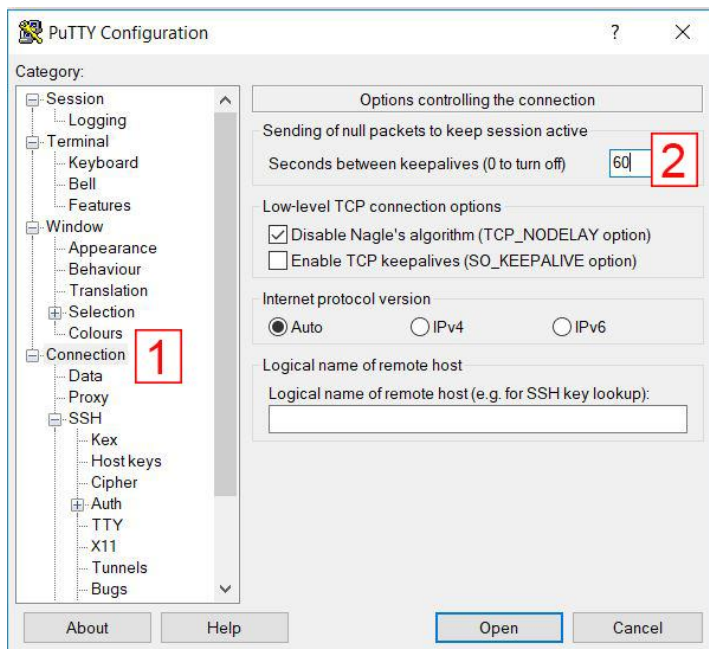 PuTTY Configuration
?
Category:
Session
Logging
Terminal
Keyboard
Bell
Features
Window
Appearance
Behaviour
Translation
Selection
Colours
Connection
1
Data
Proxy
SSH
Kex
Host keys
Cipher
Auth
TTY
X11
Tunnels
Bugs
Options controlling the connection
Sending of null packets to keep session active
Seconds between keepalives (0 to turn off) 60
2
Low-level TCP connection options
Disable Nagle's algorithm (TCP_NODELAY option)
Enable TCP keepalives (SO_KEEPALIVE option)
Internet protocol version
Auto IPv4 IPv6
Logical name of remote host
Logical name of remote host (e.g. for SSH key lookup):
About Help Open Cancel